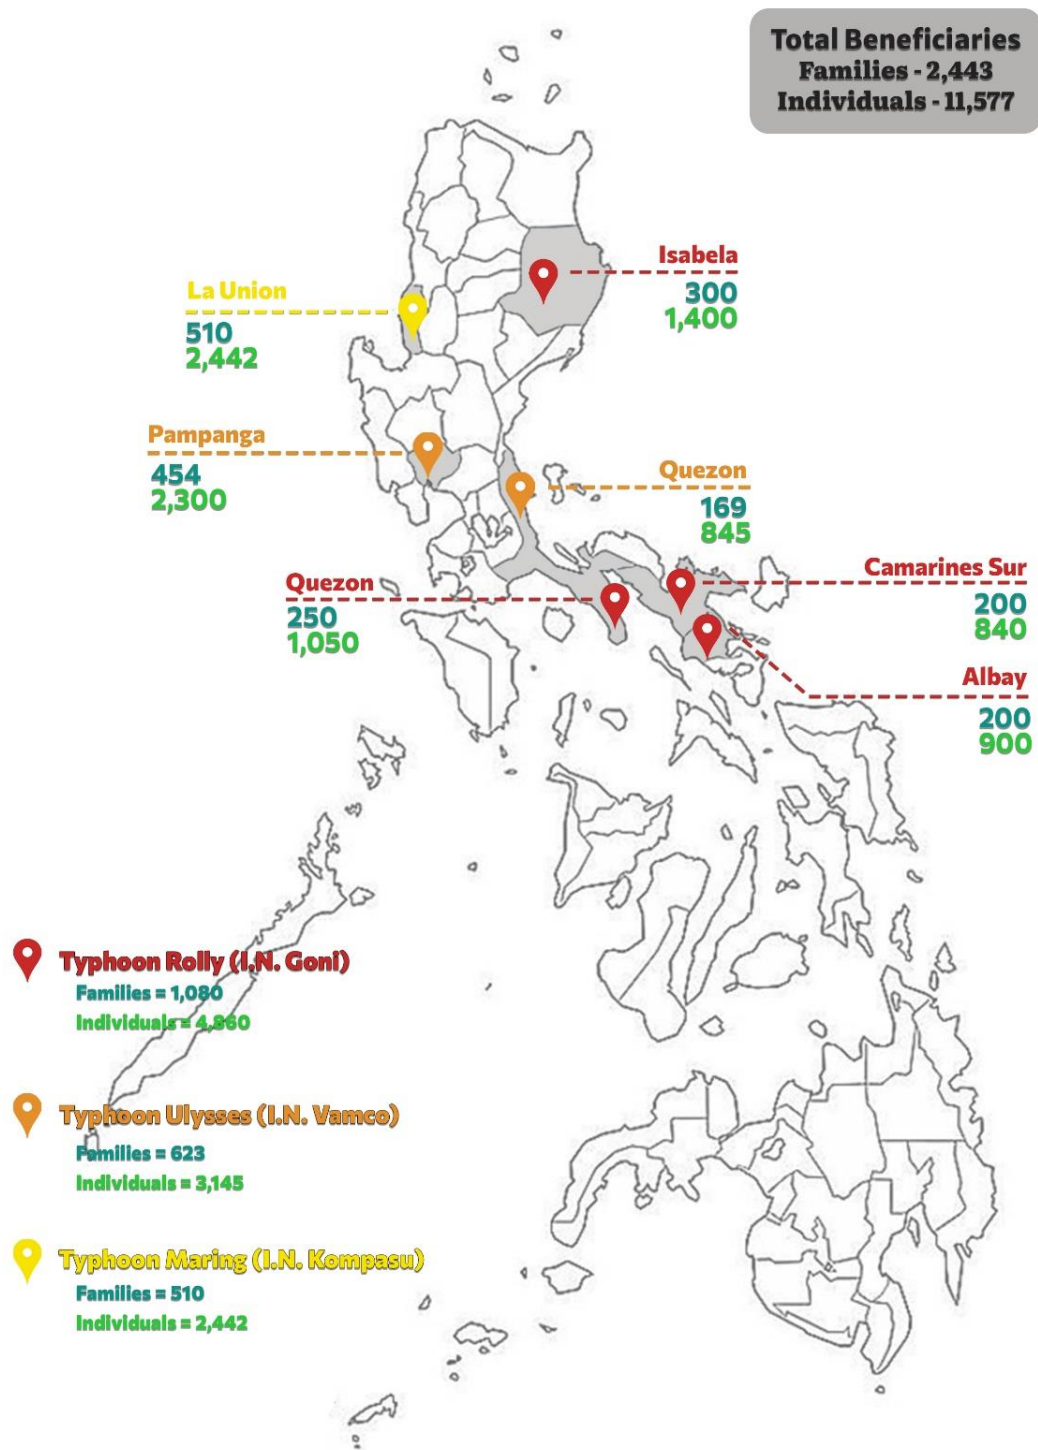 Total Beneficiaries
Families - 2,443
Individuals - 11,577
Isabela
300
1,400
La Union
510
2,442
Pampanga
454
2,300
Quezon
169
845
Camarines Sur
200
840
Quezon
250
1,050
Albay
200
900
Typhoon Rolly (I.N. Goni)
Families = 1,080
Individuals = 4,860
Typhoon Ulysses (I.N. Vamco)
Families = 623
Individuals = 3,145
Typhoon Maring (I.N. Kompasu)
Families = 510
Individuals = 2,442